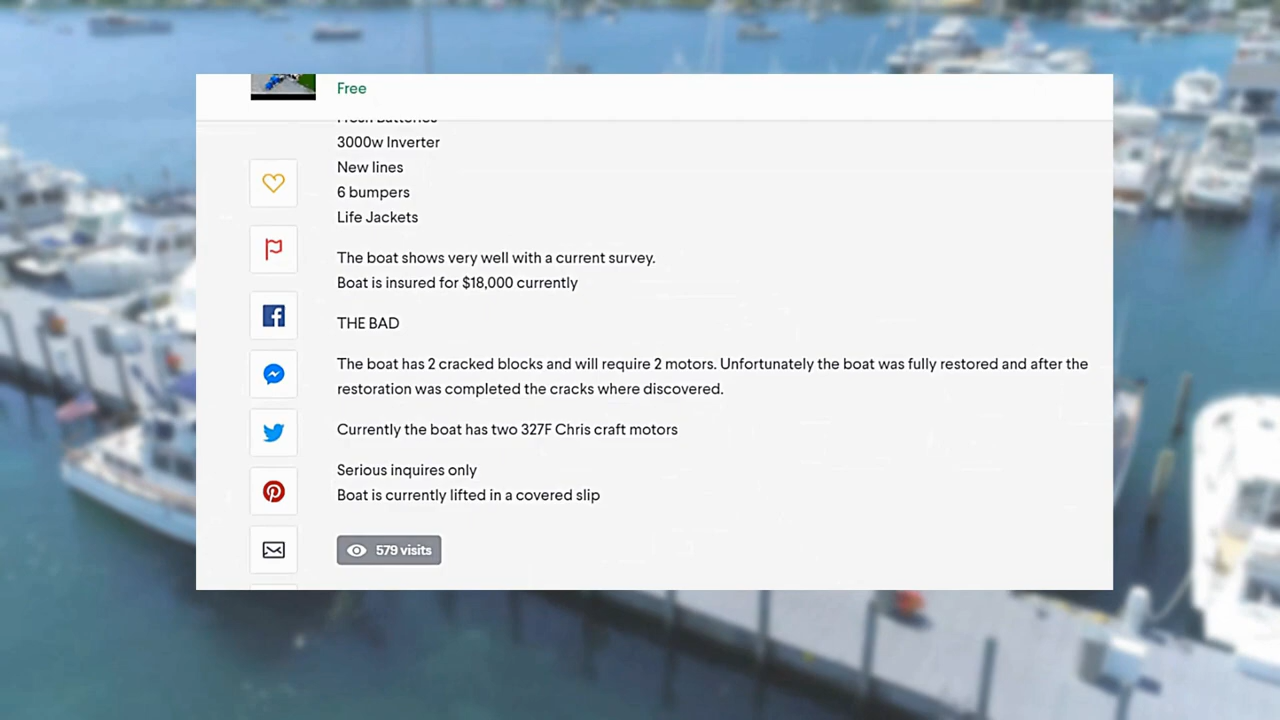 Free
Fresh Batteries
3000w Inverter
New lines
6 bumpers
Life Jackets
The boat shows very well with a current survey.
Boat is insured for $18,000 currently
THE BAD
The boat has 2 cracked blocks and will require 2 motors. Unfortunately the boat was fully restored and after the
restoration was completed the cracks where discovered.
Currently the boat has two 327F Chris craft motors
Serious inquires only
Boat is currently lifted in a covered slip
579 visits